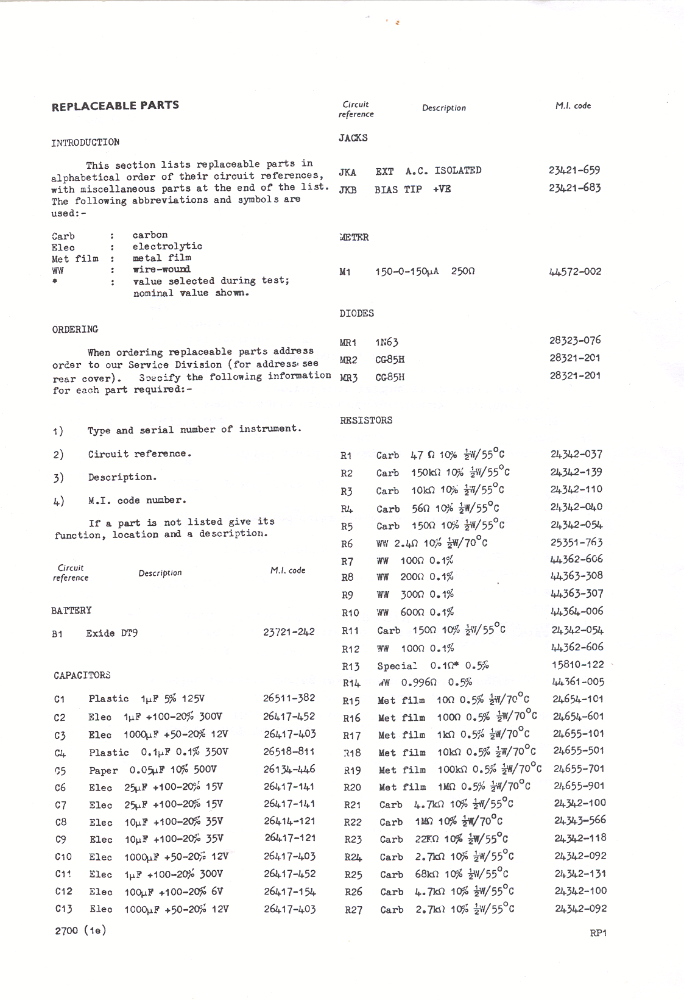 REPLACEABLE PARTS
INTRODUCTION
This section lists replaceable parts in
alphabetical order of their circuit references,
with miscellaneous parts at the end of the list.
The following abbreviations and symbols are
used:-
Carb : carbon
Elec : electrolytic
Met film : metal film
WW : wire-wound
* : value selected during test;
nominal value shown.
ORDERING
When ordering replaceable parts address
order to our Service Division (for address see
rear cover). Specify the following information
for each part required:-
1) Type and serial number of instrument.
2) Circuit reference.
3) Description.
4) M.I. code number.
If a part is not listed give its
function, location and a description.
Circuit reference Description M.I. code
BATTERY
B1 Exide DT9 23721-242
CAPACITORS
C1 Plastic 1µF 5% 125V 26511-382
C2 Elec 1µF +100-20% 300V 26417-452
C3 Elec 1000µF +50-20% 12V 26417-403
C4 Plastic 0.1µF 0.1% 350V 26518-811
C5 Paper 0.05µF 10% 500V 26134-446
C6 Elec 25µF +100-20% 15V 26417-141
C7 Elec 25µF +100-20% 15V 26417-141
C8 Elec 10µF +100-20% 35V 26414-121
C9 Elec 10µF +100-20% 35V 26417-121
C10 Elec 1000µF +50-20% 12V 26417-403
C11 Elec 1µF +100-20% 300V 26417-452
C12 Elec 100µF +100-20% 6V 26417-154
C13 Elec 1000µF +50-20% 12V 26417-403
2700 (1e)
Circuit reference Description M.I. code
JACKS
JKA EXT A.C. ISOLATED 23421-659
JKB BIAS TIP +VE 23421-683
METER
M1 150-0-150µA 250Ω 44572-002
DIODES
MR1 1N63 28323-076
MR2 CG85H 28321-201
MR3 CG85H 28321-201
RESISTORS
R1 Carb 47 Ω 10% ½W/55°C 24342-037
R2 Carb 150kΩ 10% ½W/55°C 24342-139
R3 Carb 10kΩ 10% ½W/55°C 24342-110
R4 Carb 56Ω 10% ½W/55°C 24342-040
R5 Carb 150Ω 10% ½W/55°C 24342-054
R6 WW 2.4Ω 10% ½W/70°C 25351-763
R7 WW 100Ω 0.1% 44362-606
R8 WW 200Ω 0.1% 44363-308
R9 WW 300Ω 0.1% 44363-307
R10 WW 600Ω 0.1% 44364-006
R11 Carb 150Ω 10% ½W/55°C 24342-054
R12 WW 100Ω 0.1% 44362-606
R13 Special 0.1Ω* 0.5% 15810-122
R14 WW 0.996Ω 0.5% 44361-005
R15 Met film 10Ω 0.5% ½W/70°C 24654-101
R16 Met film 100Ω 0.5% ½W/70°C 24654-601
R17 Met film 1kΩ 0.5% ½W/70°C 24655-101
R18 Met film 10kΩ 0.5% ½W/70°C 24655-501
R19 Met film 100kΩ 0.5% ½W/70°C 24655-701
R20 Met film 1MΩ 0.5% ½W/70°C 24655-901
R21 Carb 4.7kΩ 10% ½W/55°C 24342-100
R22 Carb 1MΩ 10% ½W/70°C 24343-566
R23 Carb 22KΩ 10% ½W/55°C 24342-118
R24 Carb 2.7kΩ 10% ½W/55°C 24342-092
R25 Carb 68kΩ 10% ½W/55°C 24342-131
R26 Carb 4.7kΩ 10% ½W/55°C 24342-100
R27 Carb 2.7kΩ 10% ½W/55°C 24342-092
RP1